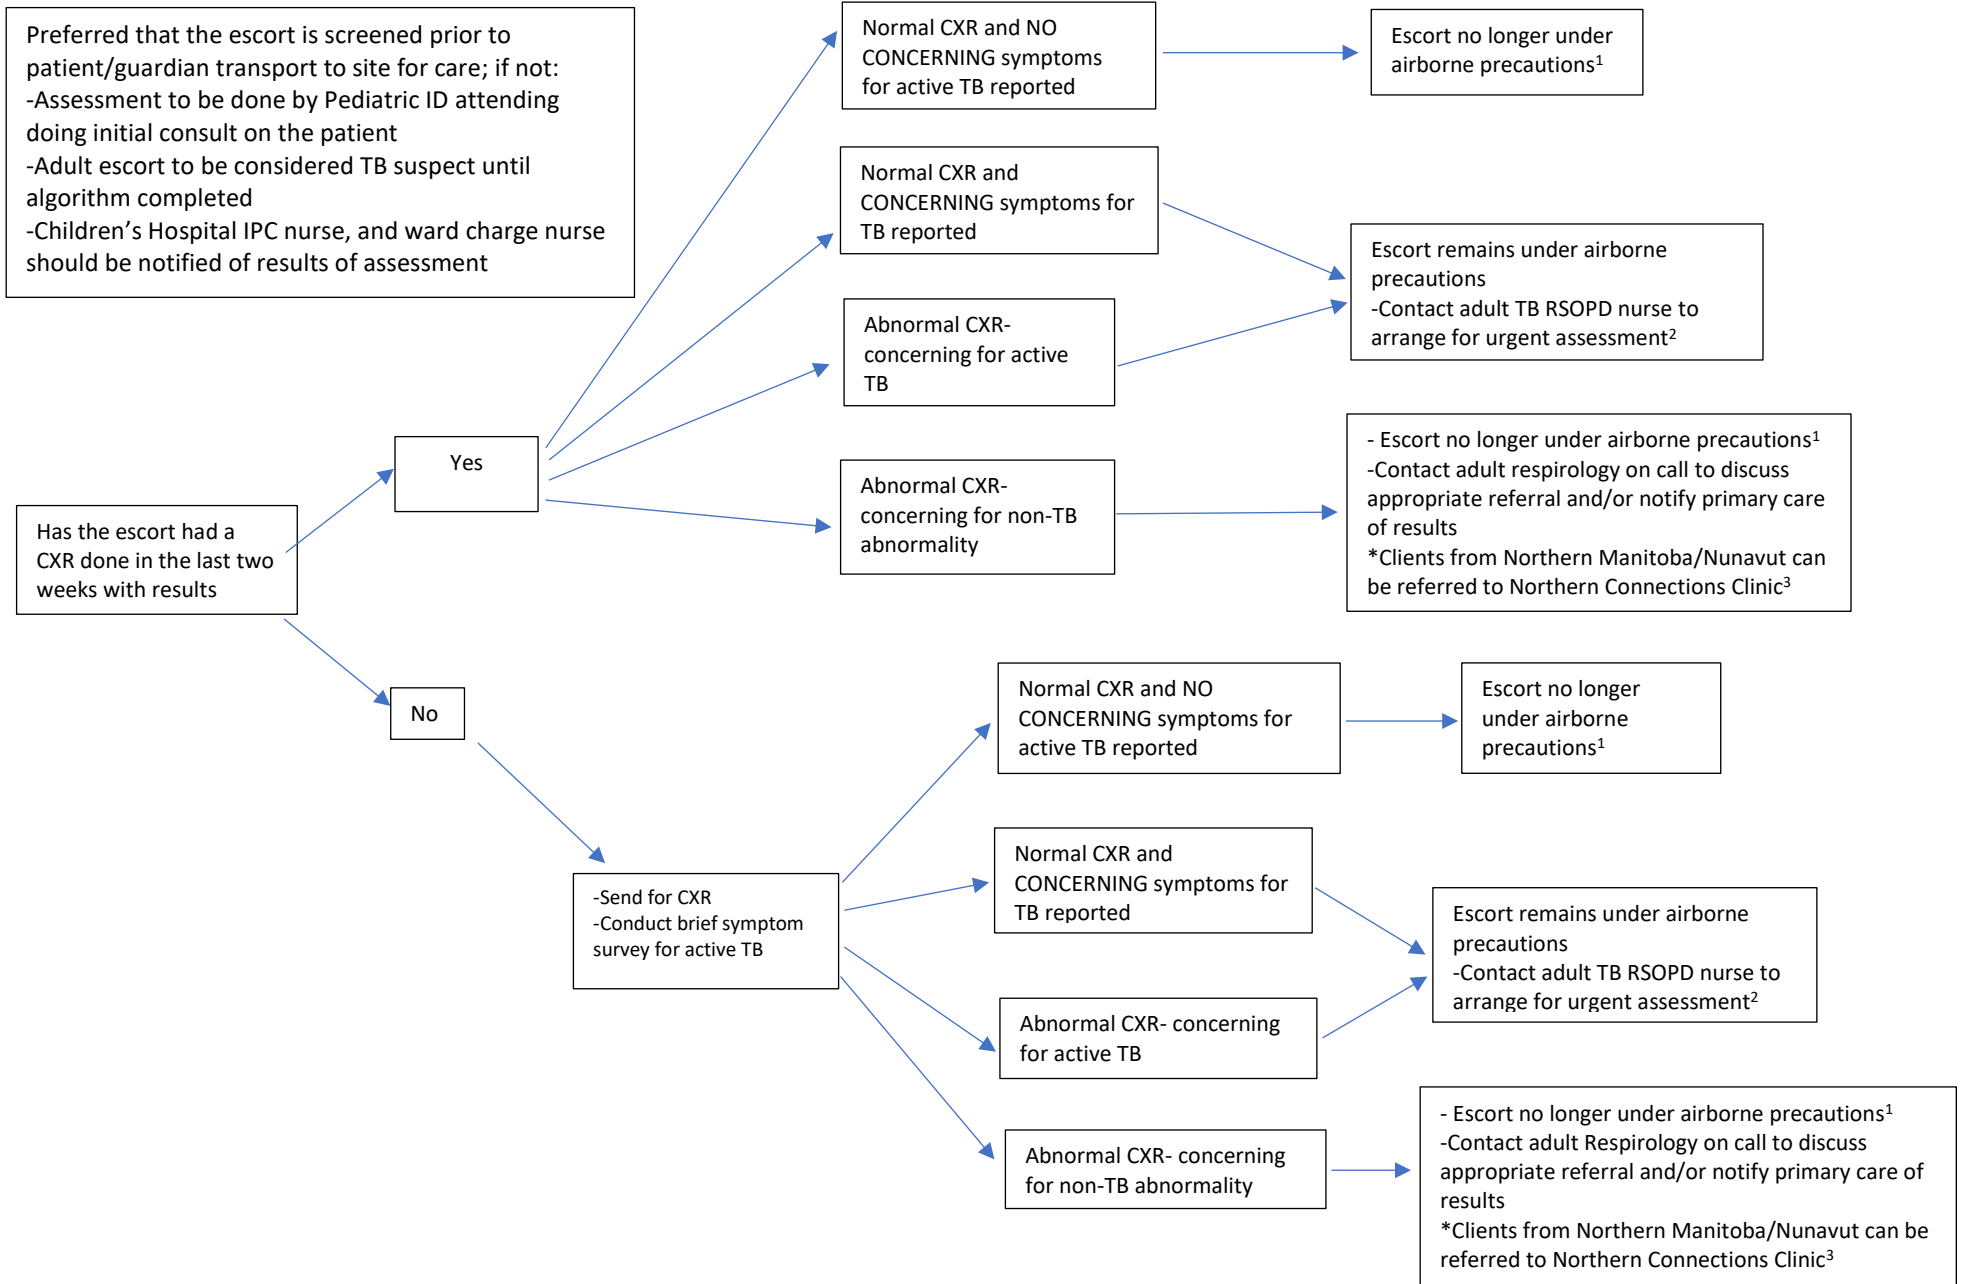 Preferred that the escort is screened prior to
patient/guardian transport to site for care; if not:
-Assessment to be done by Pediatric ID attending
doing initial consult on the patient
-Adult escort to be considered TB suspect until
algorithm completed
-Children’s Hospital IPC nurse, and ward charge nurse
should be notified of results of assessment
Has the escort had a
CXR done in the last two
weeks with results
Yes
Normal CXR and NO
CONCERNING symptoms
for active TB reported
Escort no longer under
airborne precautions¹
Normal CXR and
CONCERNING symptoms for
TB reported
Abnormal CXR-
concerning for active
TB
Escort remains under airborne
precautions
-Contact adult TB RSOPD nurse to
arrange for urgent assessment²
Abnormal CXR-
concerning for non-TB
abnormality
- Escort no longer under airborne precautions¹
-Contact adult respirology on call to discuss
appropriate referral and/or notify primary care
of results
*Clients from Northern Manitoba/Nunavut can
be referred to Northern Connections Clinic³
No
-Send for CXR
-Conduct brief symptom
survey for active TB
Normal CXR and NO
CONCERNING symptoms for
active TB reported
Escort no longer
under airborne
precautions¹
Normal CXR and
CONCERNING symptoms for
TB reported
Abnormal CXR- concerning
for active TB
Escort remains under airborne
precautions
-Contact adult TB RSOPD nurse to
arrange for urgent assessment²
Abnormal CXR- concerning
for non-TB abnormality
- Escort no longer under airborne precautions¹
-Contact adult Respirology on call to discuss
appropriate referral and/or notify primary care of
results
*Clients from Northern Manitoba/Nunavut can be
referred to Northern Connections Clinic³